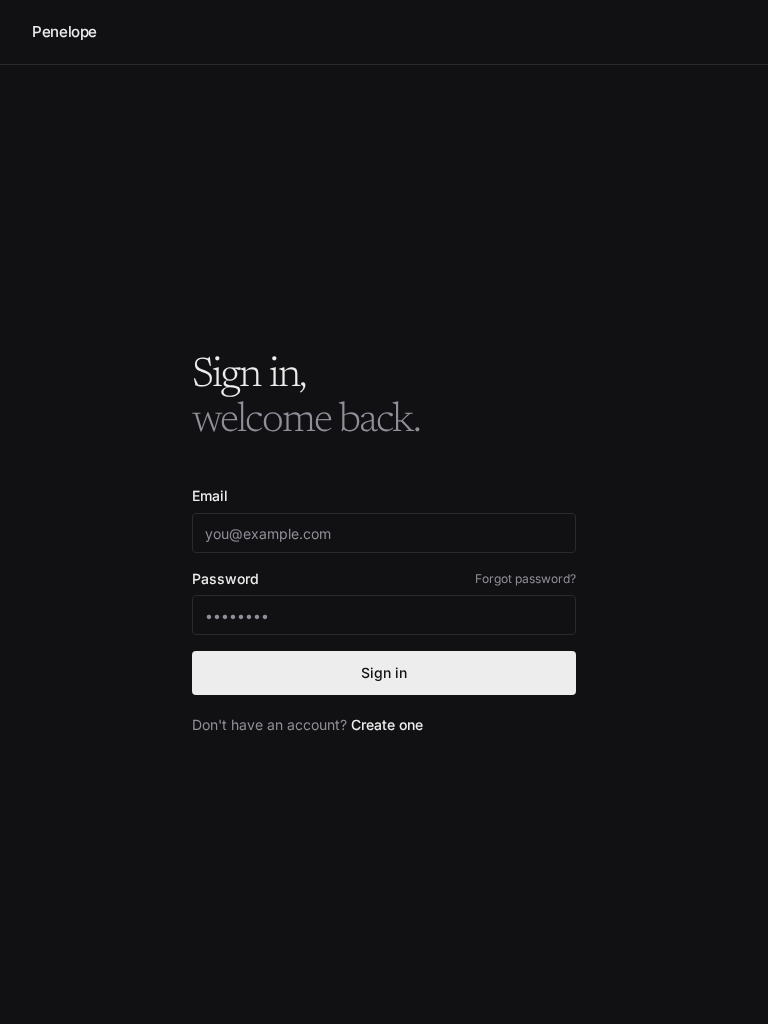 Penelope
Sign in,
welcome back.
Email
you@example.com
Password Forgot password?
••••••••
Sign in
Don't have an account? Create one